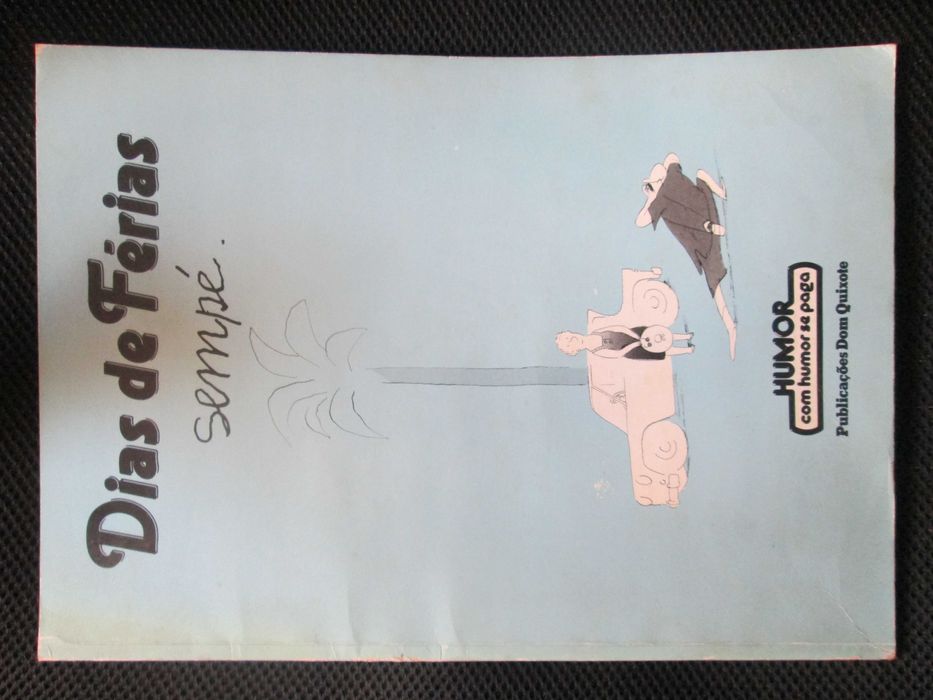 Dias de Férias
sempé.
HUMOR
com humor se paga
Publicações Dom Quixote